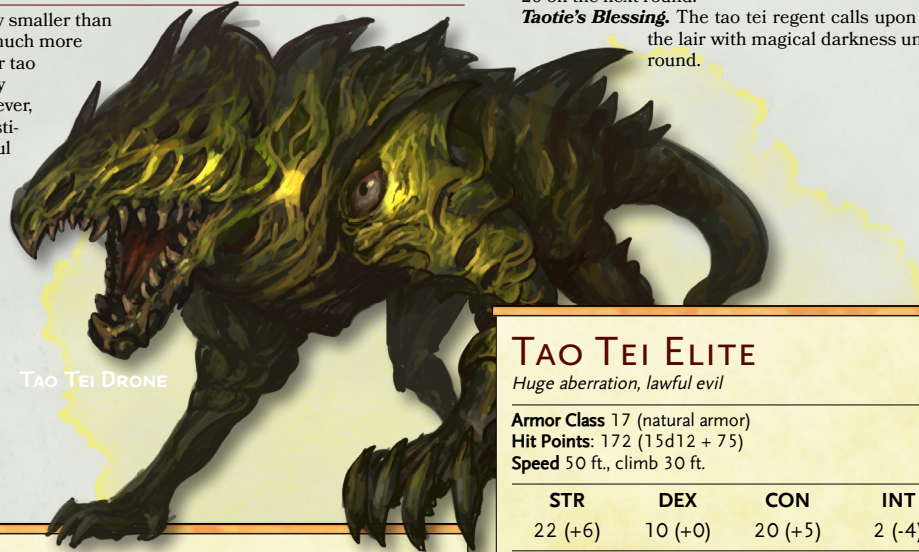 y smaller than
much more
r tao
y
ever,
sti-
ul
20 on the next round.
Taotie's Blessing. The tao tei regent calls upon
the lair with magical darkness un
round.
TAO TEI DRONE
TAO TEI ELITE
Huge aberration, lawful evil
Armor Class 17 (natural armor)
Hit Points: 172 (15d12 + 75)
Speed 50 ft., climb 30 ft.
STR DEX CON INT
22 (+6) 10 (+0) 20 (+5) 2 (-4)